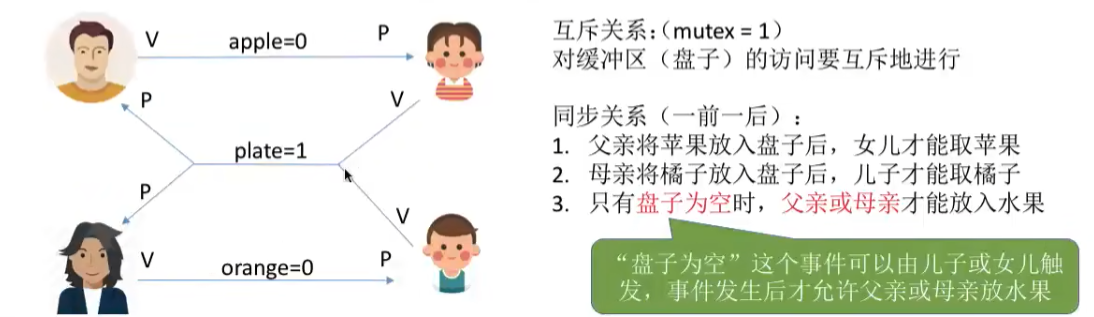 V
apple=0
P
P
V
plate=1
P
V
V
orange=0
P
互斥关系：（mutex = 1）
对缓冲区（盘子）的访问要互斥地进行
同步关系（一前一后）：
1. 父亲将苹果放入盘子后，女儿才能取苹果
2. 母亲将橘子放入盘子后，儿子才能取橘子
3. 只有盘子为空时，父亲或母亲才能放入水果
“盘子为空”这个事件可以由儿子或女儿触
发，事件发生后才允许父亲或母亲放水果